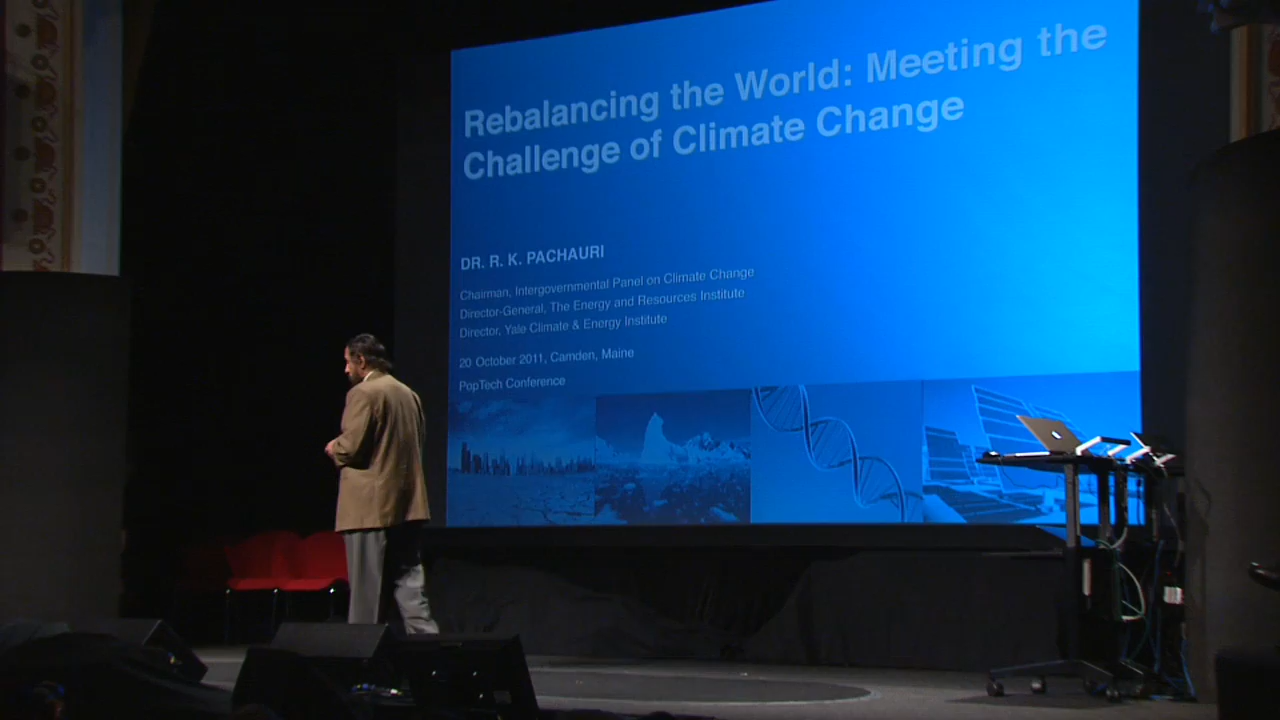 Rebalancing the World: Meeting the
Challenge of Climate Change
DR. R. K. PACHAURI
Chairman, Intergovernmental Panel on Climate Change
Director-General, The Energy and Resources Institute
Director, Yale Climate & Energy Institute
20 October 2011, Camden, Maine
PopTech Conference